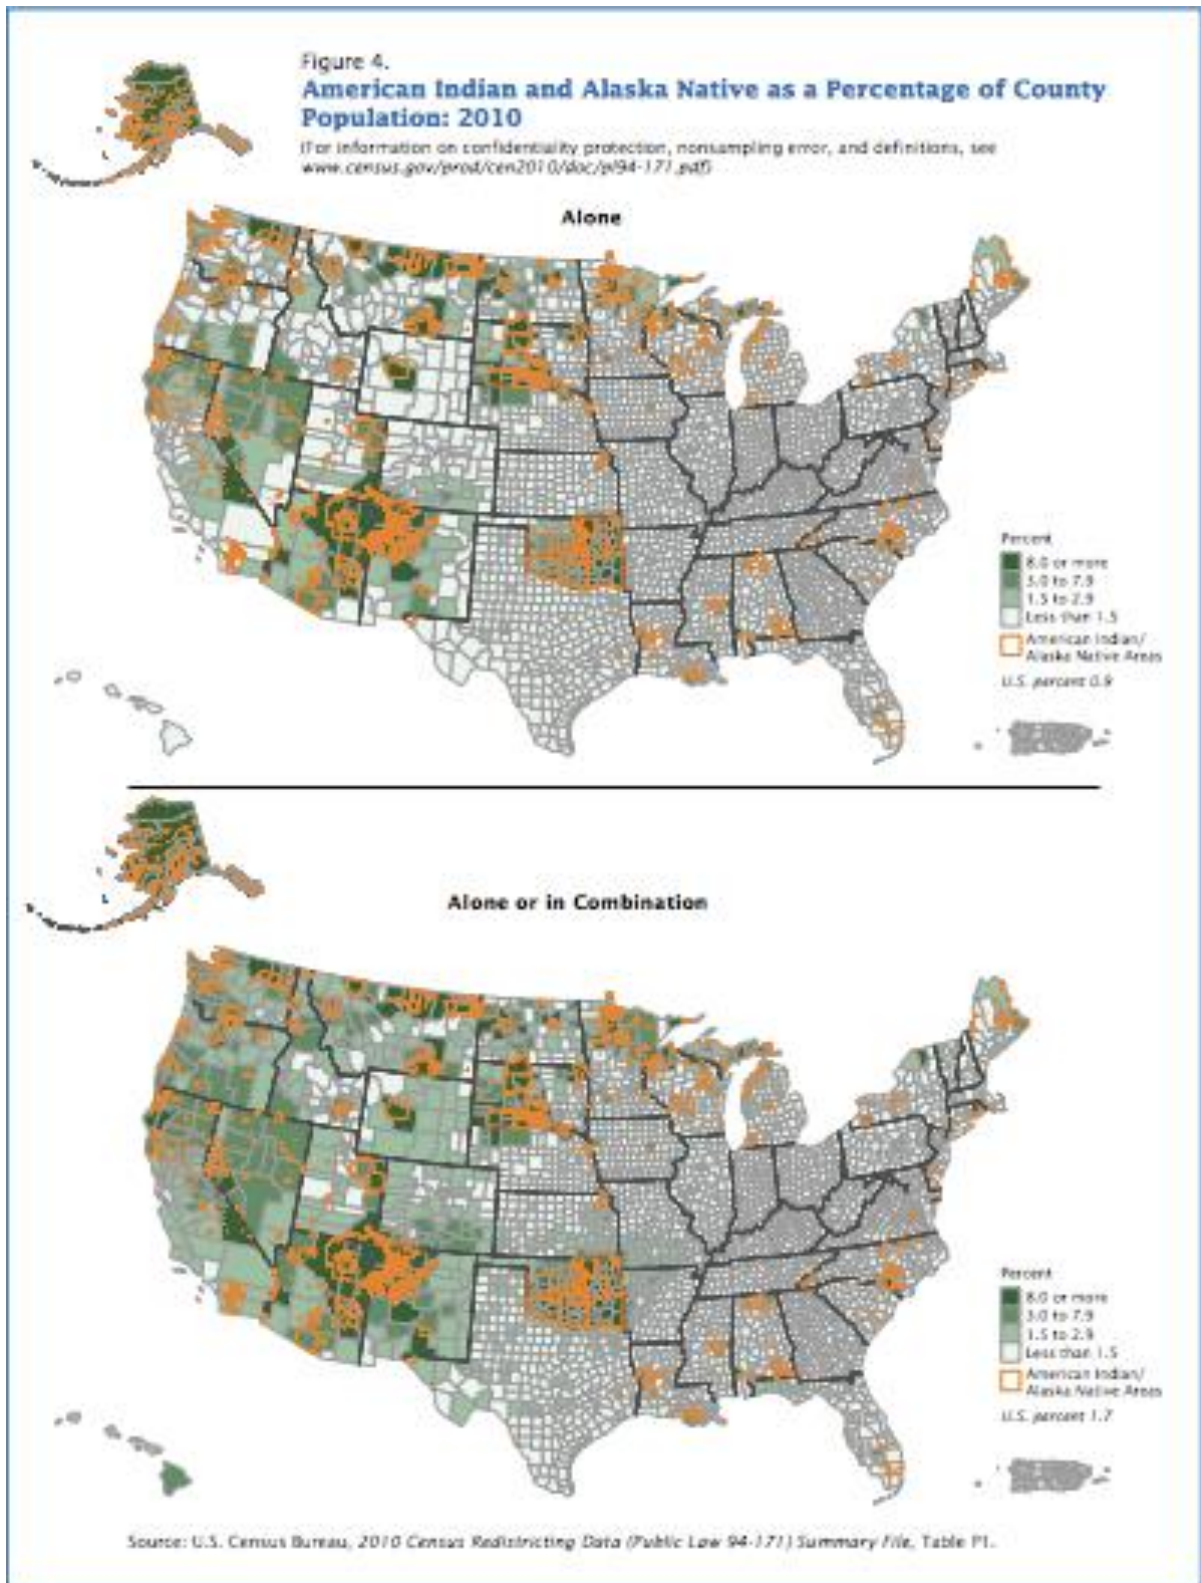 Figure 4.
American Indian and Alaska Native as a Percentage of County
Population: 2010
(For information on confidentiality protection, nonsampling error, and definitions, see
www.census.gov/prod/cen2010/doc/pl94-171.pdf)
Alone
Percent
8.0 or more
3.0 to 7.9
1.5 to 2.9
Less than 1.5
American Indian/
Alaska Native Areas
U.S. percent 0.9
Alone or in Combination
Percent
8.0 or more
3.0 to 7.9
1.5 to 2.9
Less than 1.5
American Indian/
Alaska Native Areas
U.S. percent 1.7
Source: U.S. Census Bureau, 2010 Census Redistricting Data (Public Law 94-171) Summary File, Table P1.